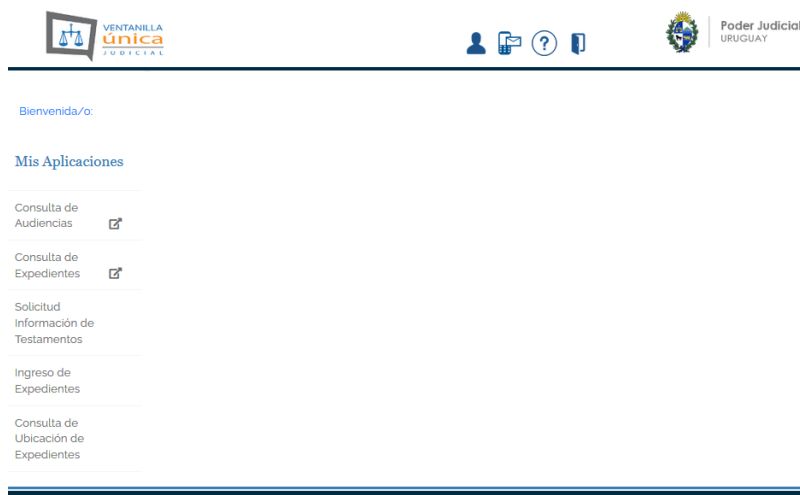 VENTANILLA
única
JUDICIAL
?
Poder Judicial
URUGUAY
Bienvenida/o:
Mis Aplicaciones
Consulta de
Audiencias
Consulta de
Expedientes
Solicitud
Información de
Testamentos
Ingreso de
Expedientes
Consulta de
Ubicación de
Expedientes